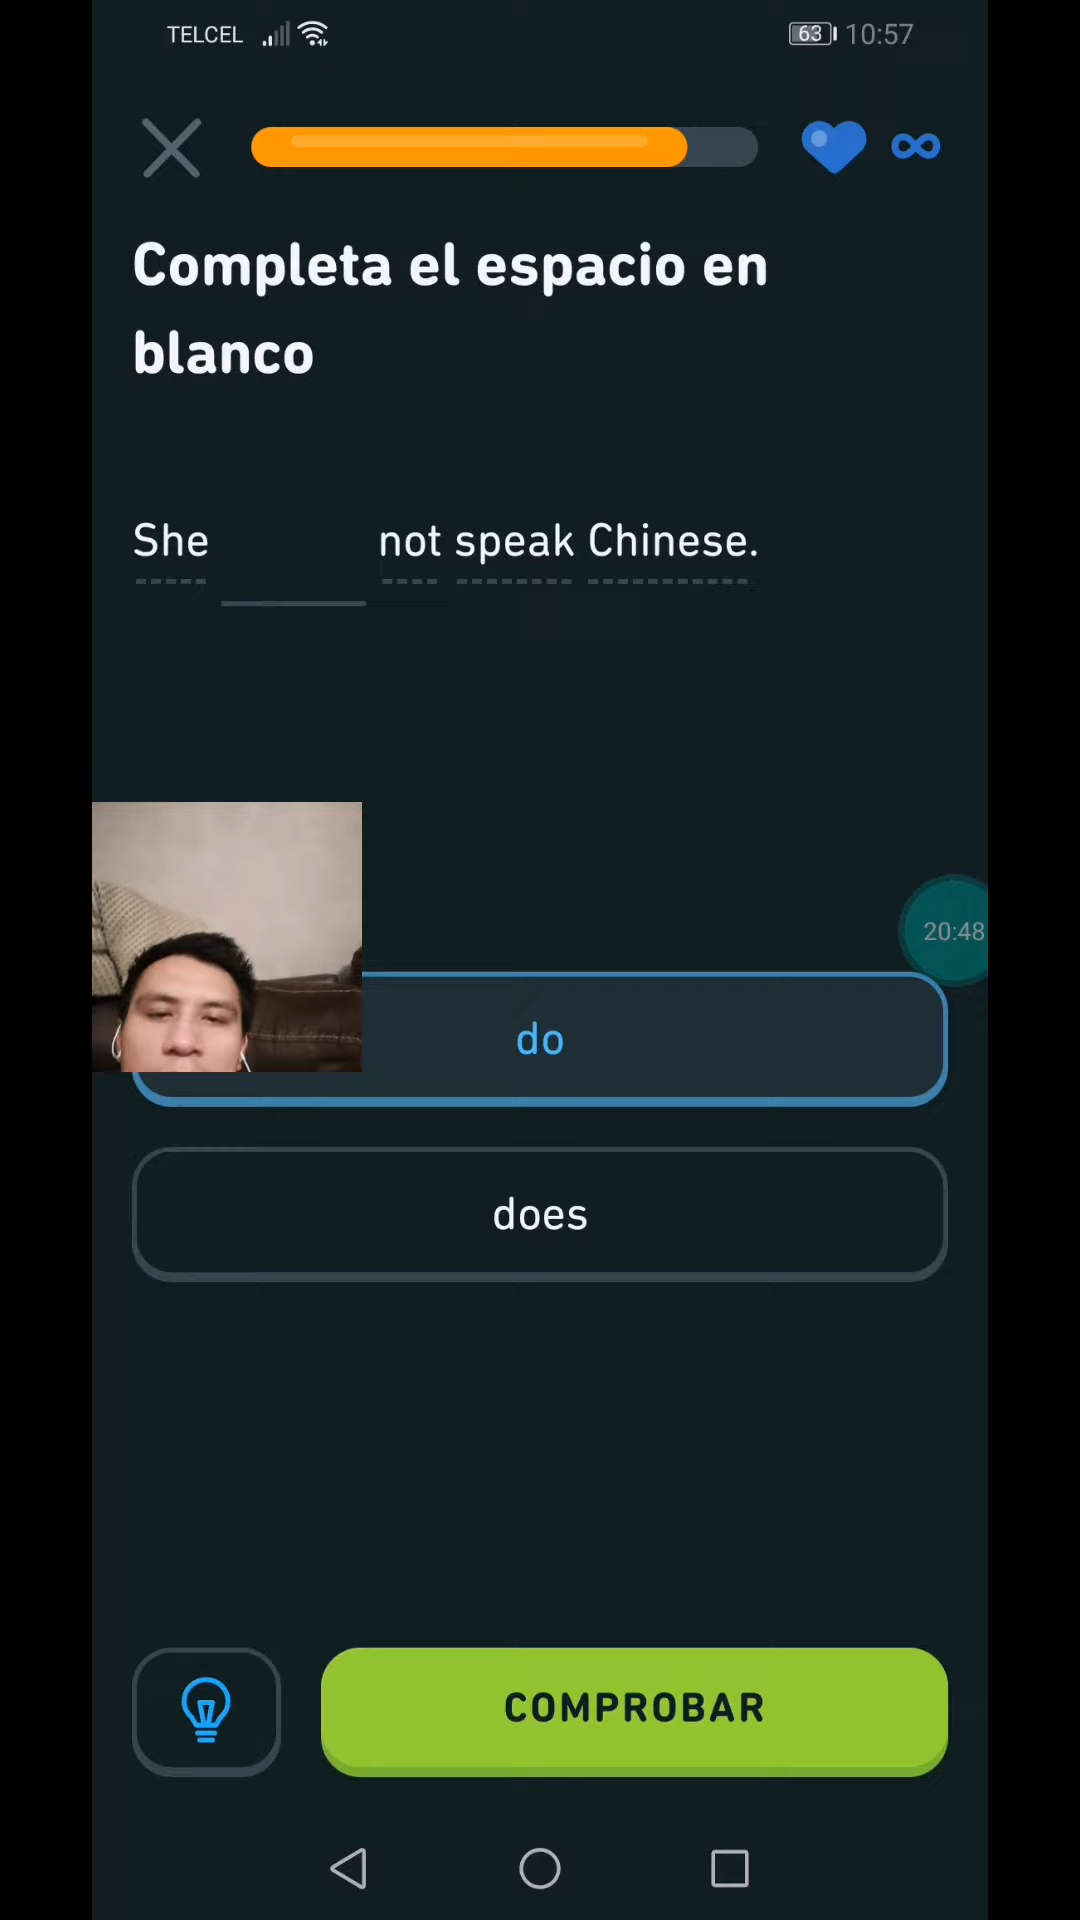 TELCEL 63 10:57
Completa el espacio en
blanco
She not speak Chinese.
20:48
do
does
COMPROBAR